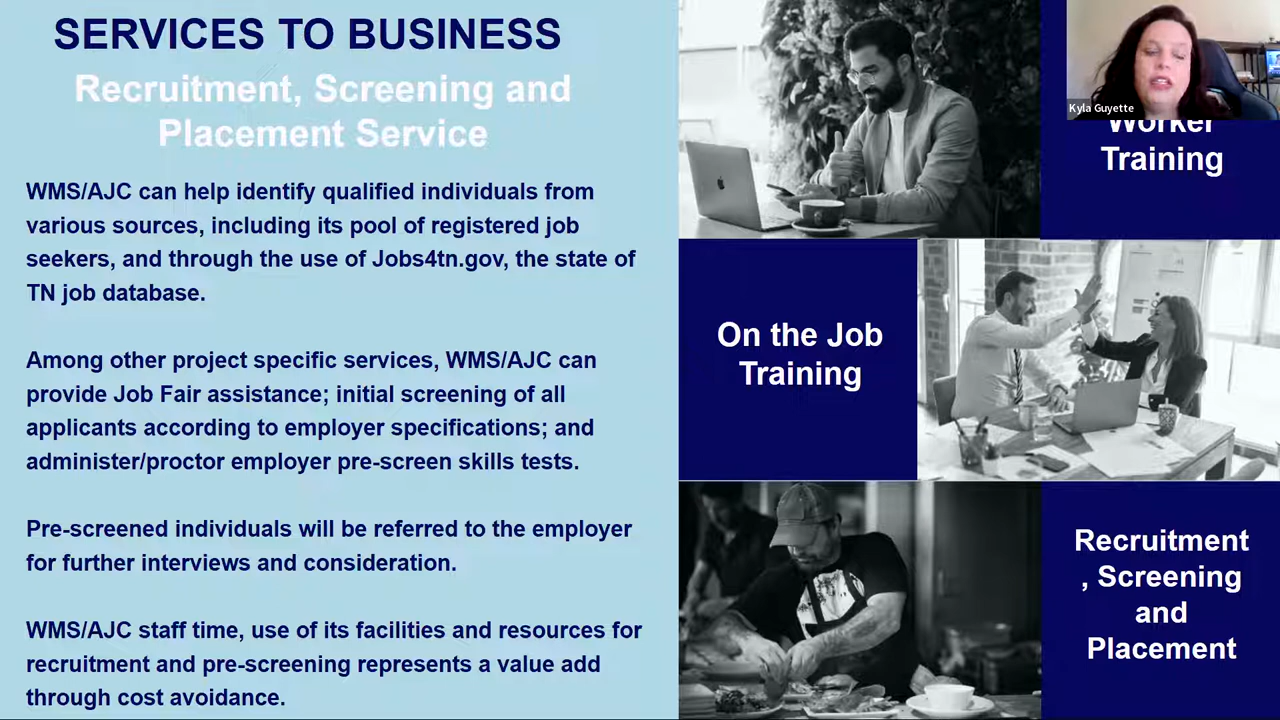 SERVICES TO BUSINESS
Recruitment, Screening and
Placement Service
WMS/AJC can help identify qualified individuals from
various sources, including its pool of registered job
seekers, and through the use of Jobs4tn.gov, the state of
TN job database.
Among other project specific services, WMS/AJC can
provide Job Fair assistance; initial screening of all
applicants according to employer specifications; and
administer/proctor employer pre-screen skills tests.
Pre-screened individuals will be referred to the employer
for further interviews and consideration.
WMS/AJC staff time, use of its facilities and resources for
recruitment and pre-screening represents a value add
through cost avoidance.
Kyla Guyette
Worker
Training
On the Job
Training
Recruitment
, Screening
and
Placement